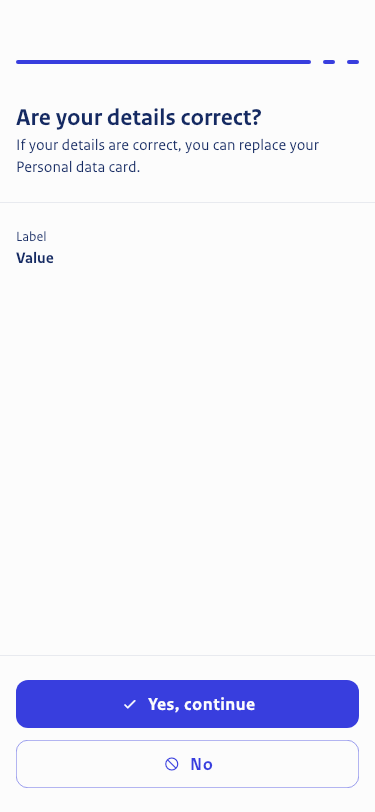 Are your details correct?
If your details are correct, you can replace your
Personal data card.
Label
Value
Yes, continue
No